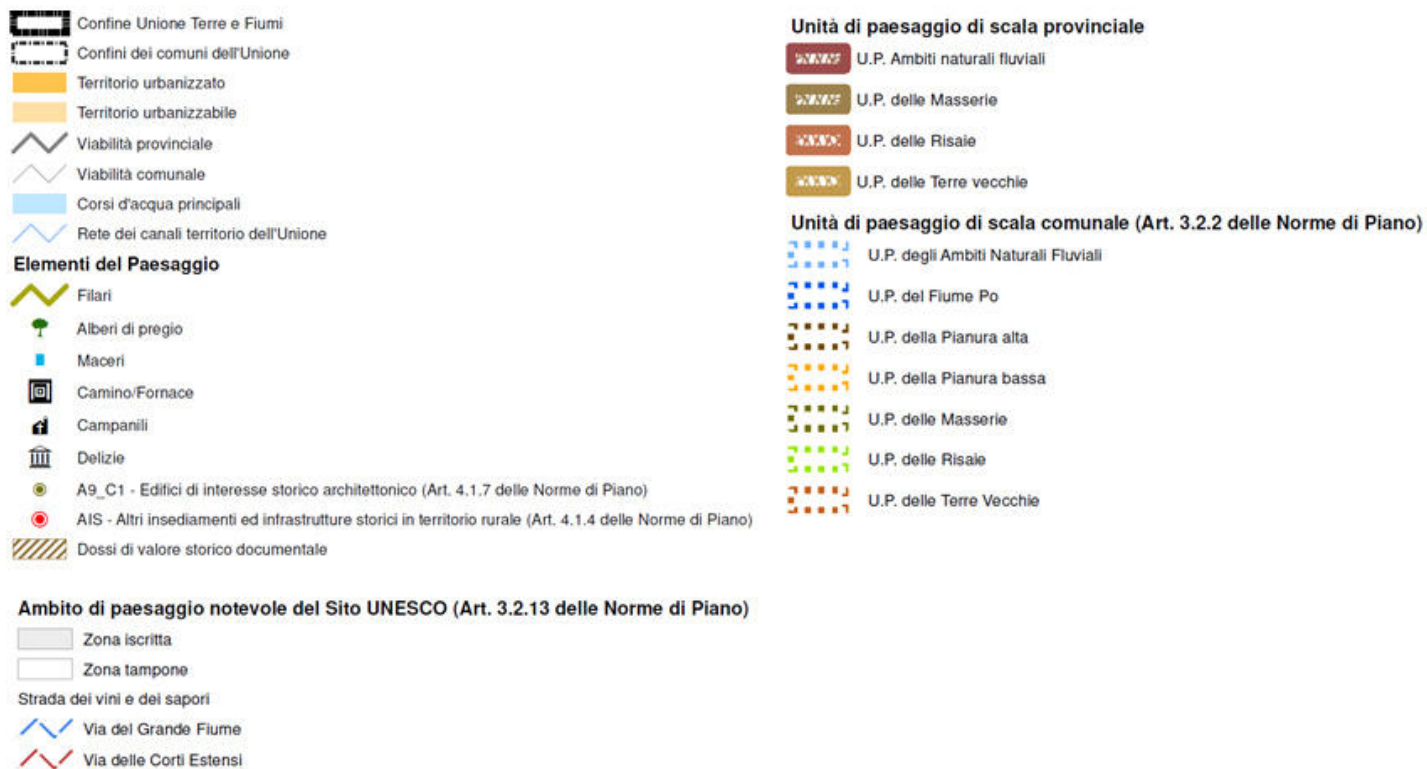 Confine Unione Terre e Fiumi
Confini dei comuni dell'Unione
Territorio urbanizzato
Territorio urbanizzabile
Viabilità provinciale
Viabilità comunale
Corsi d'acqua principali
Rete dei canali territorio dell'Unione
Elementi del Paesaggio
Filari
Alberi di pregio
Maceri
Camino/Fornace
Campanili
Delizie
A9_C1 - Edifici di interesse storico architettonico (Art. 4.1.7 delle Norme di Piano)
AIS - Altri insediamenti ed infrastrutture storici in territorio rurale (Art. 4.1.4 delle Norme di Piano)
Dossi di valore storico documentale
Ambito di paesaggio notevole del Sito UNESCO (Art. 3.2.13 delle Norme di Piano)
Zona iscritta
Zona tampone
Strada dei vini e dei sapori
Via del Grande Fiume
Via delle Corti Estensi
Unità di paesaggio di scala provinciale
U.P. Ambiti naturali fluviali
U.P. delle Masserie
U.P. delle Risaie
U.P. delle Terre vecchie
Unità di paesaggio di scala comunale (Art. 3.2.2 delle Norme di Piano)
U.P. degli Ambiti Naturali Fluviali
U.P. del Fiume Po
U.P. della Pianura alta
U.P. della Pianura bassa
U.P. delle Masserie
U.P. delle Risaie
U.P. delle Terre Vecchie